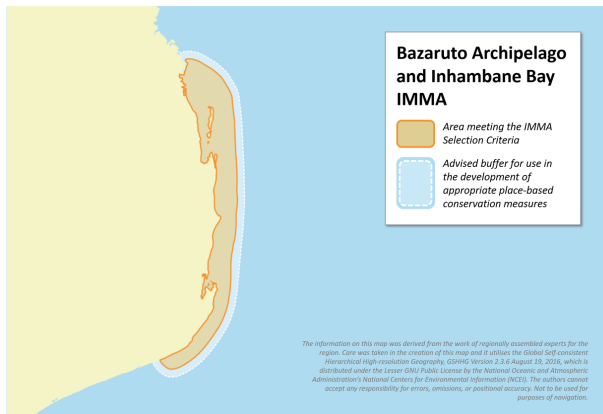 Bazaruto Archipelago
and Inhambane Bay
IMMA
Area meeting the IMMA
Selection Criteria
Advised buffer for use in
the development of
appropriate place-based
conservation measures
The information on this map was derived from the work of regionally assembled experts for the
region. Care was taken in the creation of this map and it utilises the Global Self-consistent
Hierarchical High-resolution Geography, GSHHG Version 2.3.6 August 19, 2016, which is
distributed under the Lesser GNU Public License by the National Oceanic and Atmospheric
Administration's National Centers for Environmental Information (NCEI). The authors cannot
accept any responsibility for errors, omissions, or positional accuracy. Not to be used for
purposes of navigation.